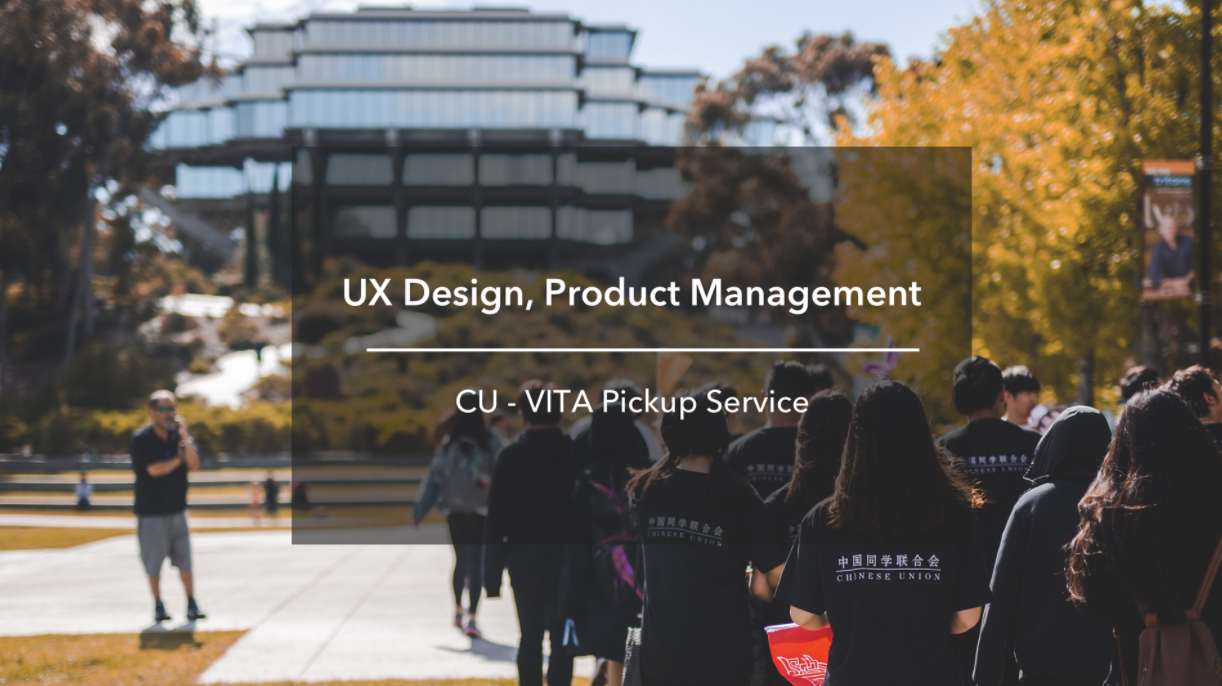 UX Design, Product Management
CU - VITA Pickup Service
中国同学联合会
CHINESE UNION
中国同学联合会
CHINESE UNION